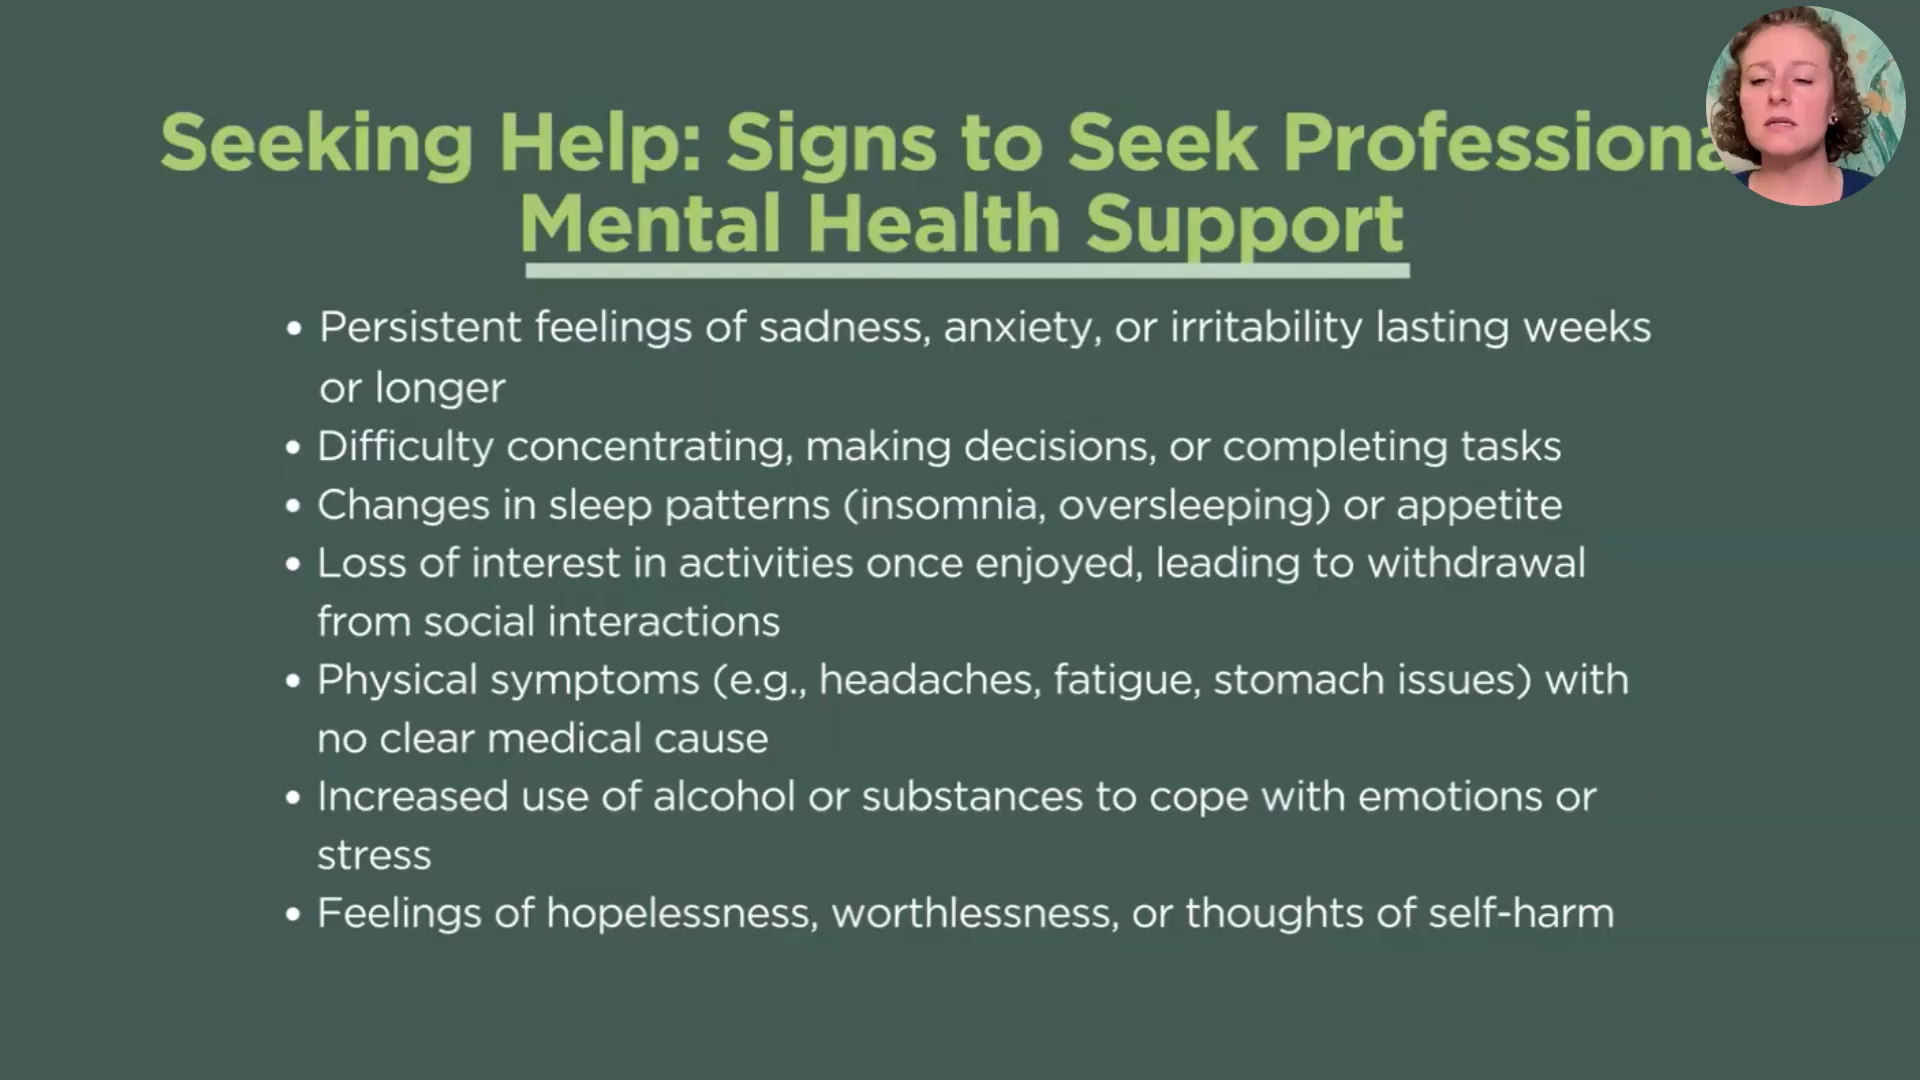 Seeking Help: Signs to Seek Professiona
Mental Health Support
• Persistent feelings of sadness, anxiety, or irritability lasting weeks
or longer
• Difficulty concentrating, making decisions, or completing tasks
• Changes in sleep patterns (insomnia, oversleeping) or appetite
• Loss of interest in activities once enjoyed, leading to withdrawal
from social interactions
• Physical symptoms (e.g., headaches, fatigue, stomach issues) with
no clear medical cause
• Increased use of alcohol or substances to cope with emotions or
stress
• Feelings of hopelessness, worthlessness, or thoughts of self-harm